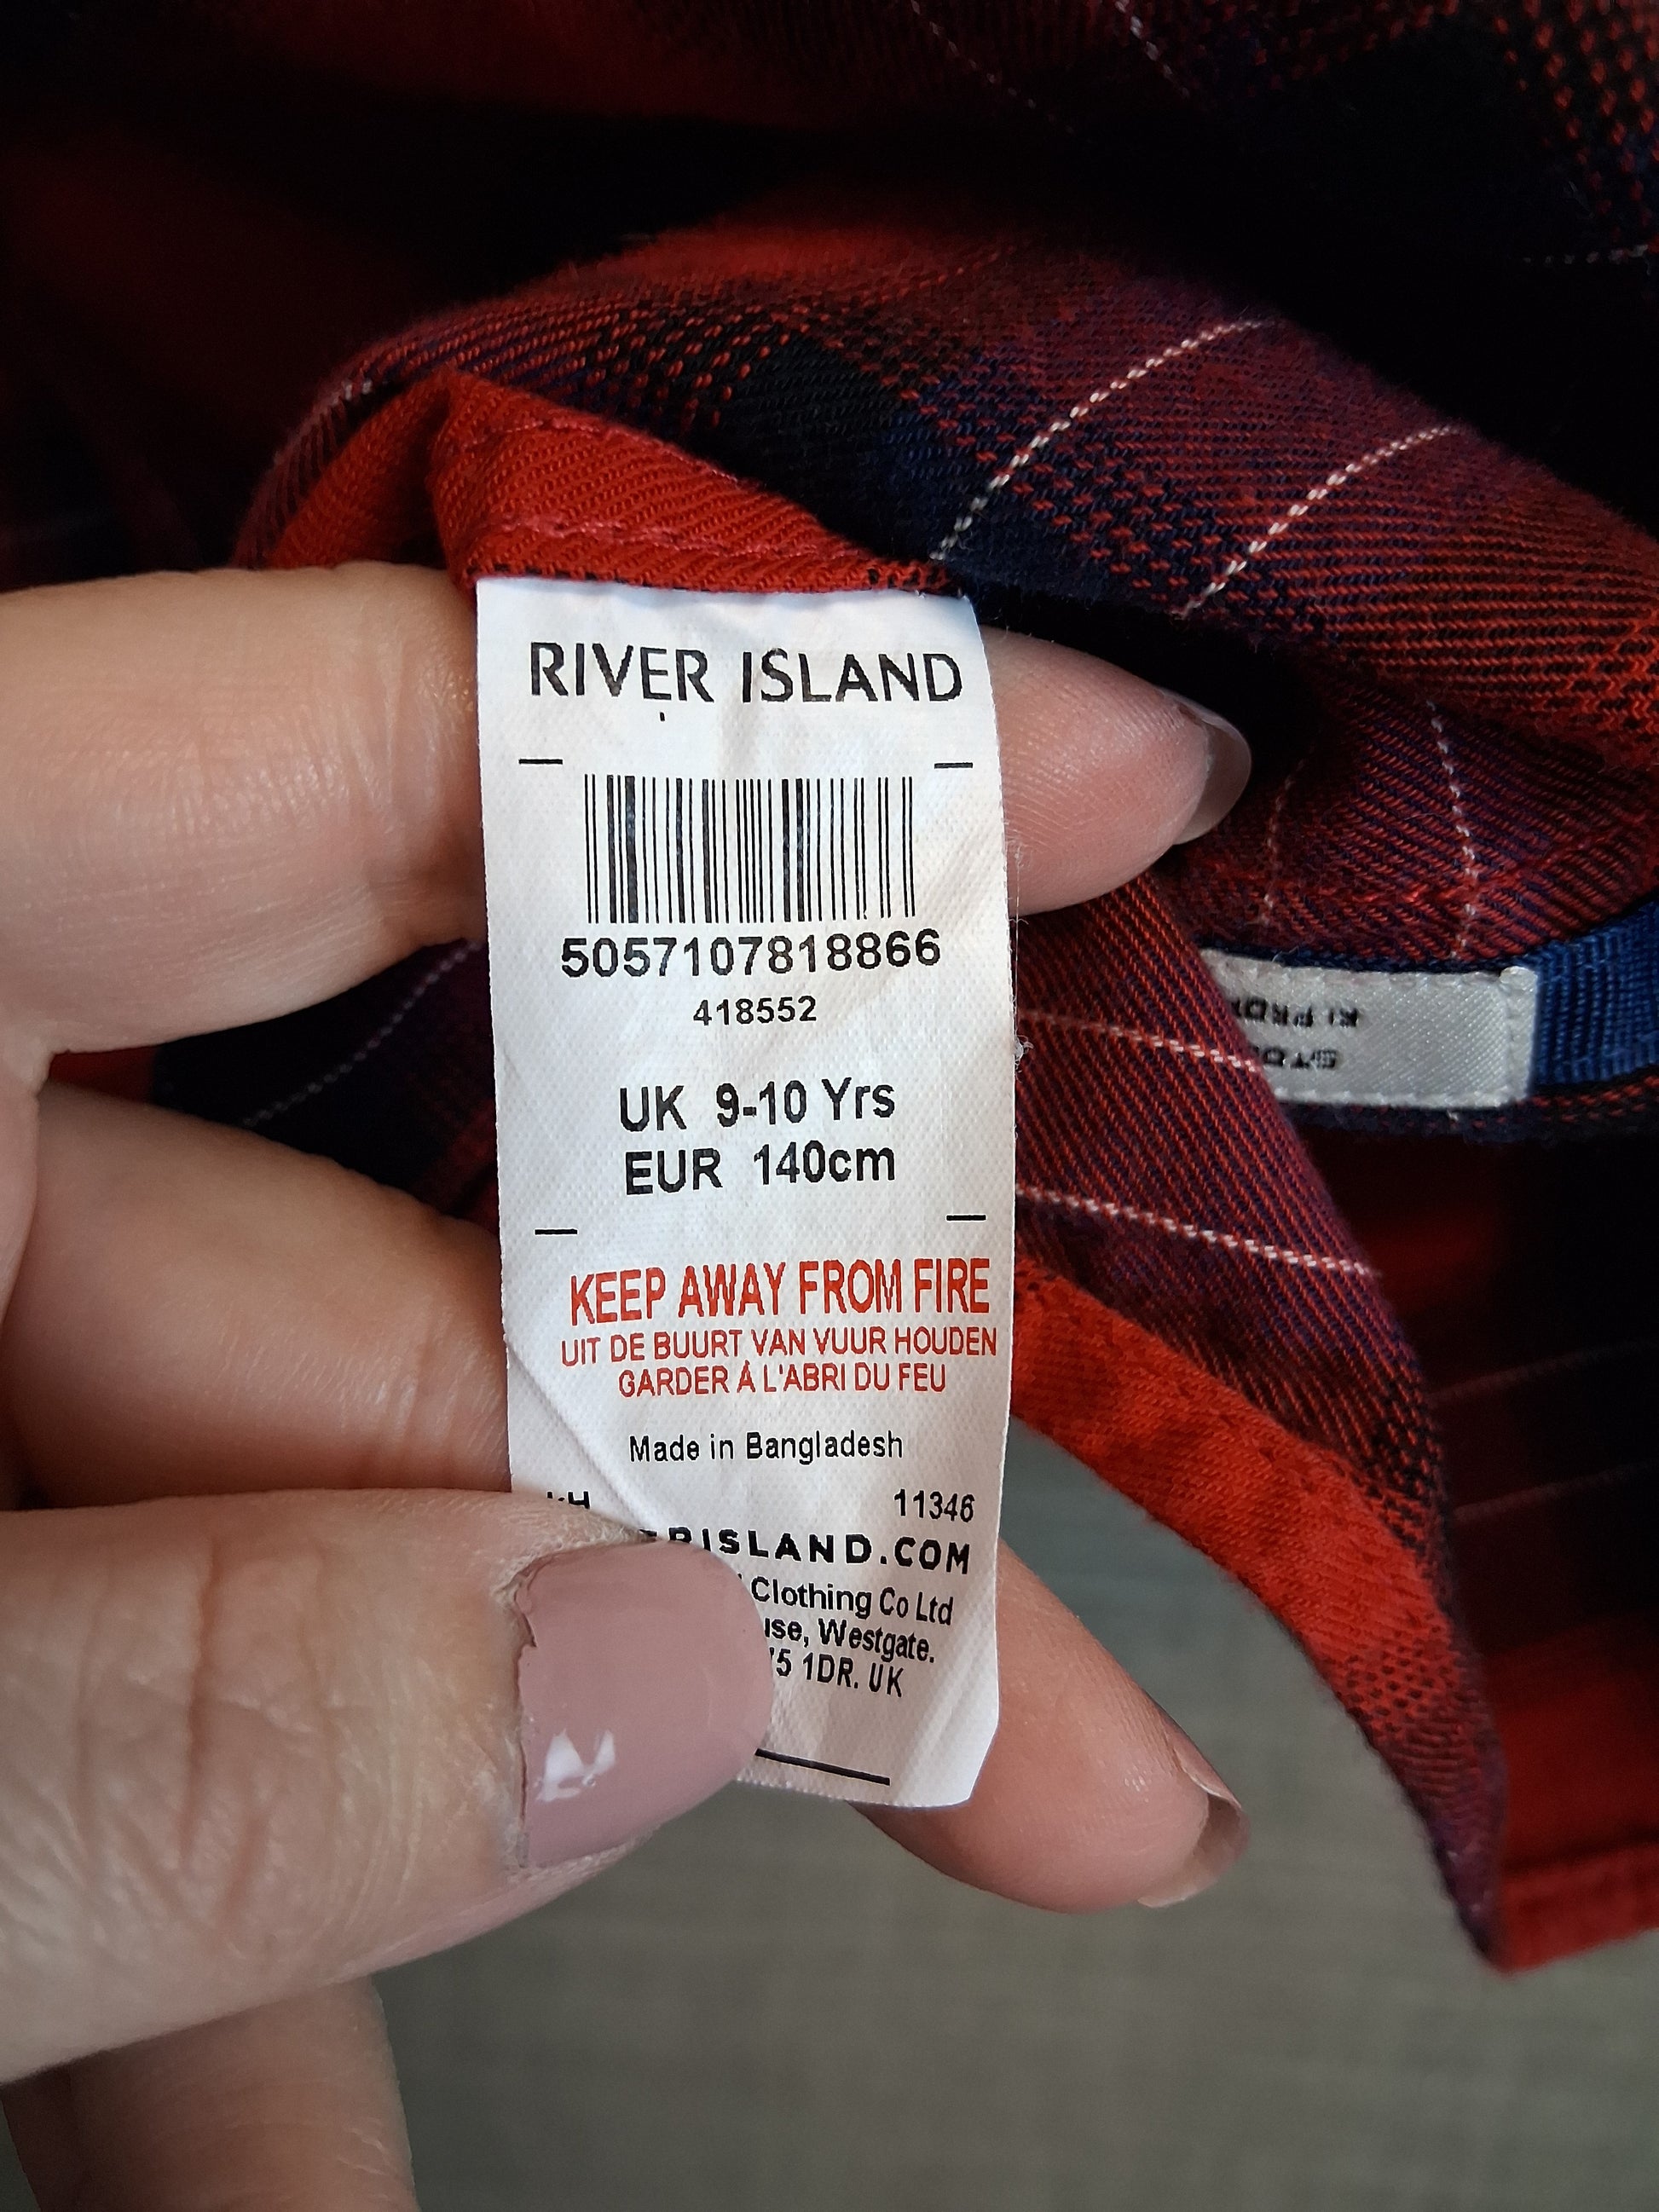 RIVER ISLAND
5057107818866
418552
UK 9-10 Yrs
EUR 140cm
KEEP AWAY FROM FIRE
UIT DE BUURT VAN VUUR HOUDEN
GARDER À L'ABRI DU FEU
Made in Bangladesh
11346
RISLAND.COM
Clothing Co Ltd
Westgate.
1DR. UK